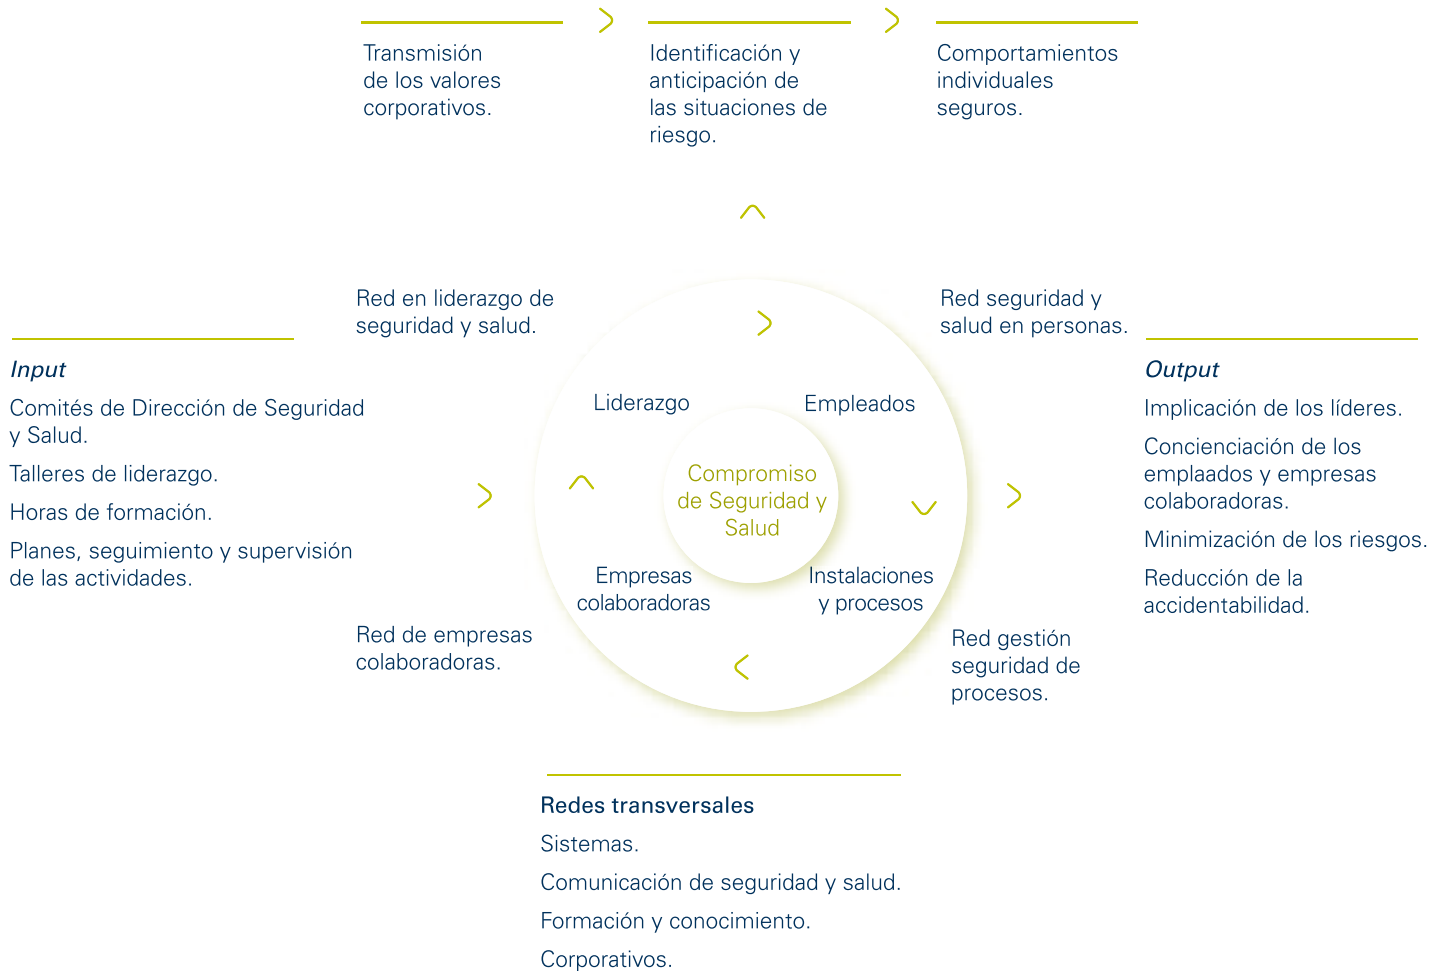 Transmisión
de los valores
corporativos.
Identificación y
anticipación de
las situaciones de
riesgo.
Comportamientos
individuales
seguros.
Red en liderazgo de
seguridad y salud.
Red seguridad y
salud en personas.
Input
Comités de Dirección de Seguridad
y Salud.
Talleres de liderazgo.
Horas de formación.
Planes, seguimiento y supervisión
de las actividades.
Liderazgo
Empleados
Compromiso
de Seguridad y
Salud
Empresas
colaboradoras
Instalaciones
y procesos
Output
Implicación de los líderes.
Concienciación de los
emplaados y empresas
colaboradoras.
Minimización de los riesgos.
Reducción de la
accidentabilidad.
Red de empresas
colaboradoras.
Red gestión
seguridad de
procesos.
Redes transversales
Sistemas.
Comunicación de seguridad y salud.
Formación y conocimiento.
Corporativos.